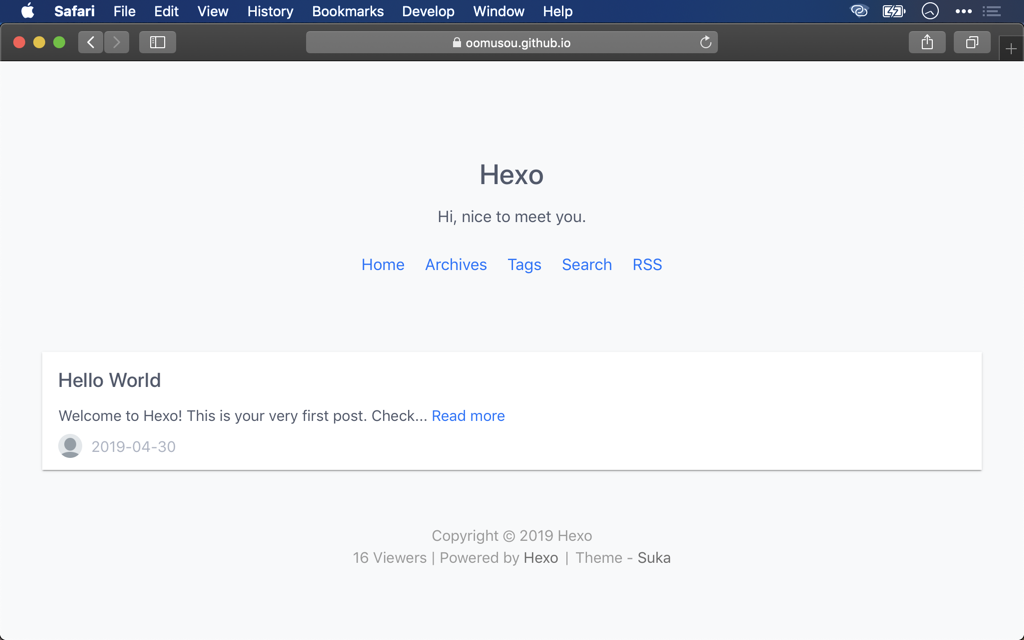 Safari File Edit View History Bookmarks Develop Window Help
oomusou.github.io
Hexo
Hi, nice to meet you.
Home Archives Tags Search RSS
Hello World
Welcome to Hexo! This is your very first post. Check... Read more
2019-04-30
Copyright © 2019 Hexo
16 Viewers | Powered by Hexo | Theme - Suka